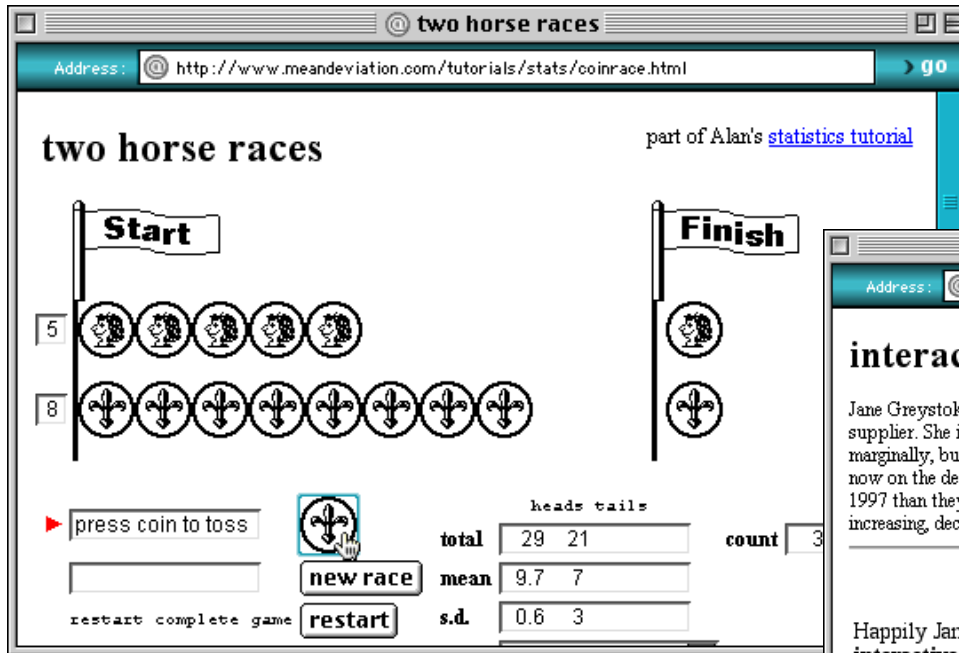 two horse races
Address: http://www.meandeviation.com/tutorials/stats/coinrace.html
go
two horse races
part of Alan's statistics tutorial
Start
Finish
5
8
press coin to toss
heads tails
total 29 21
count 3
new race
mean 9.7 7
restart complete game restart
s.d. 0.6 3
Address:
interac
Jane Greystok
supplier. She i
marginally, bu
now on the de
1997 than they
increasing, dec
Happily Jan